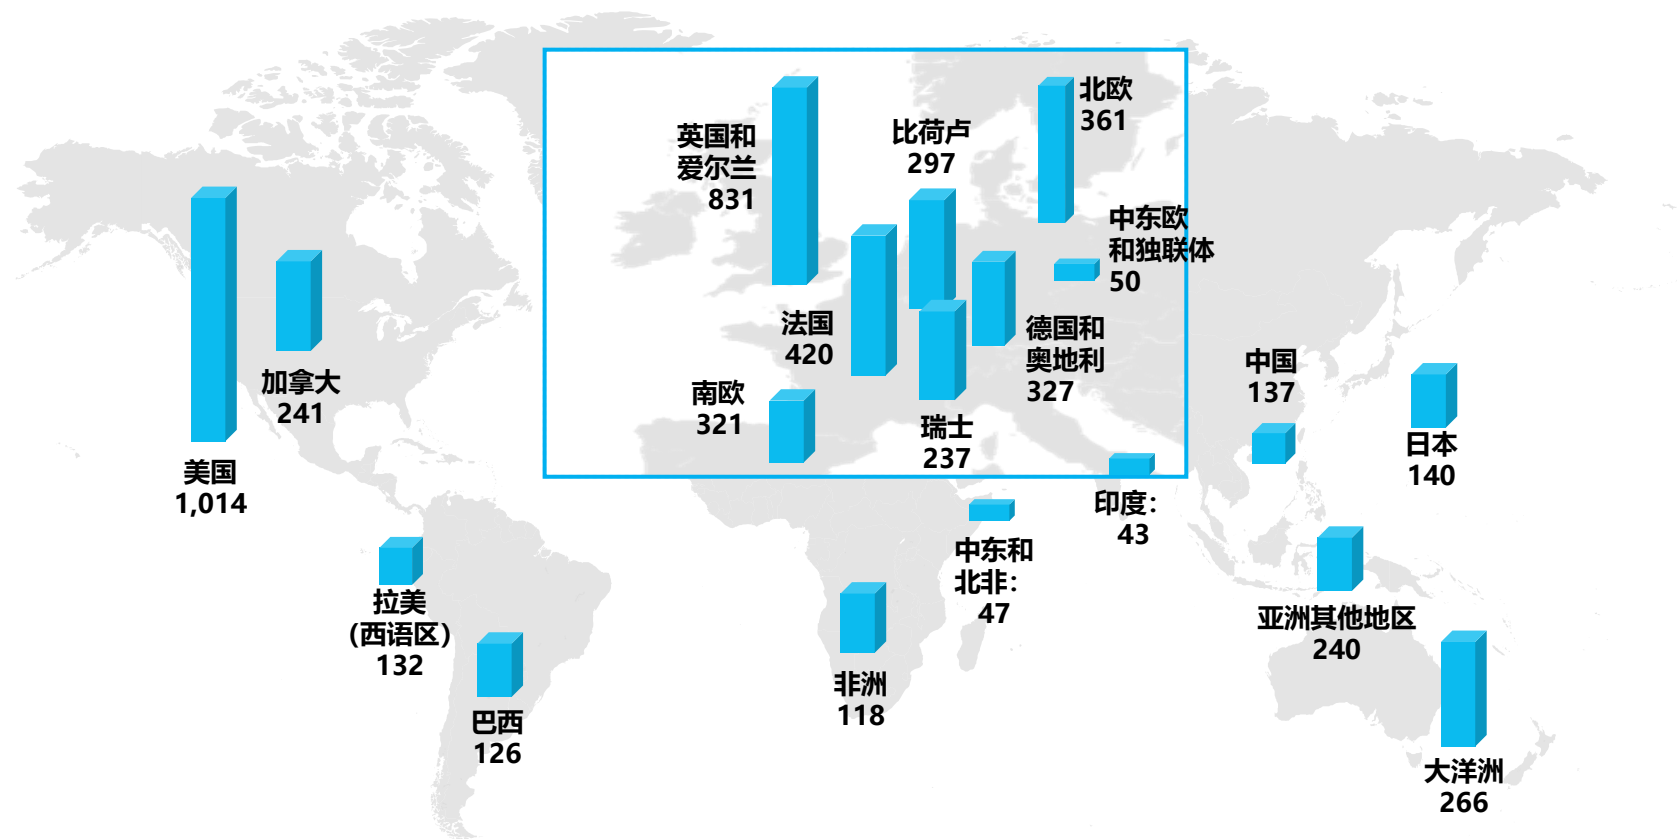 英国和
爱尔兰
831
比荷卢
297
北欧
361
中东欧
和独联体
50
法国
420
德国和
奥地利
327
南欧
321
瑞士
237
加拿大
241
美国
1,014
中国
137
日本
140
印度：
43
中东和
北非：
47
拉美
（西语区）
132
亚洲其他地区
240
非洲
118
巴西
126
大洋洲
266